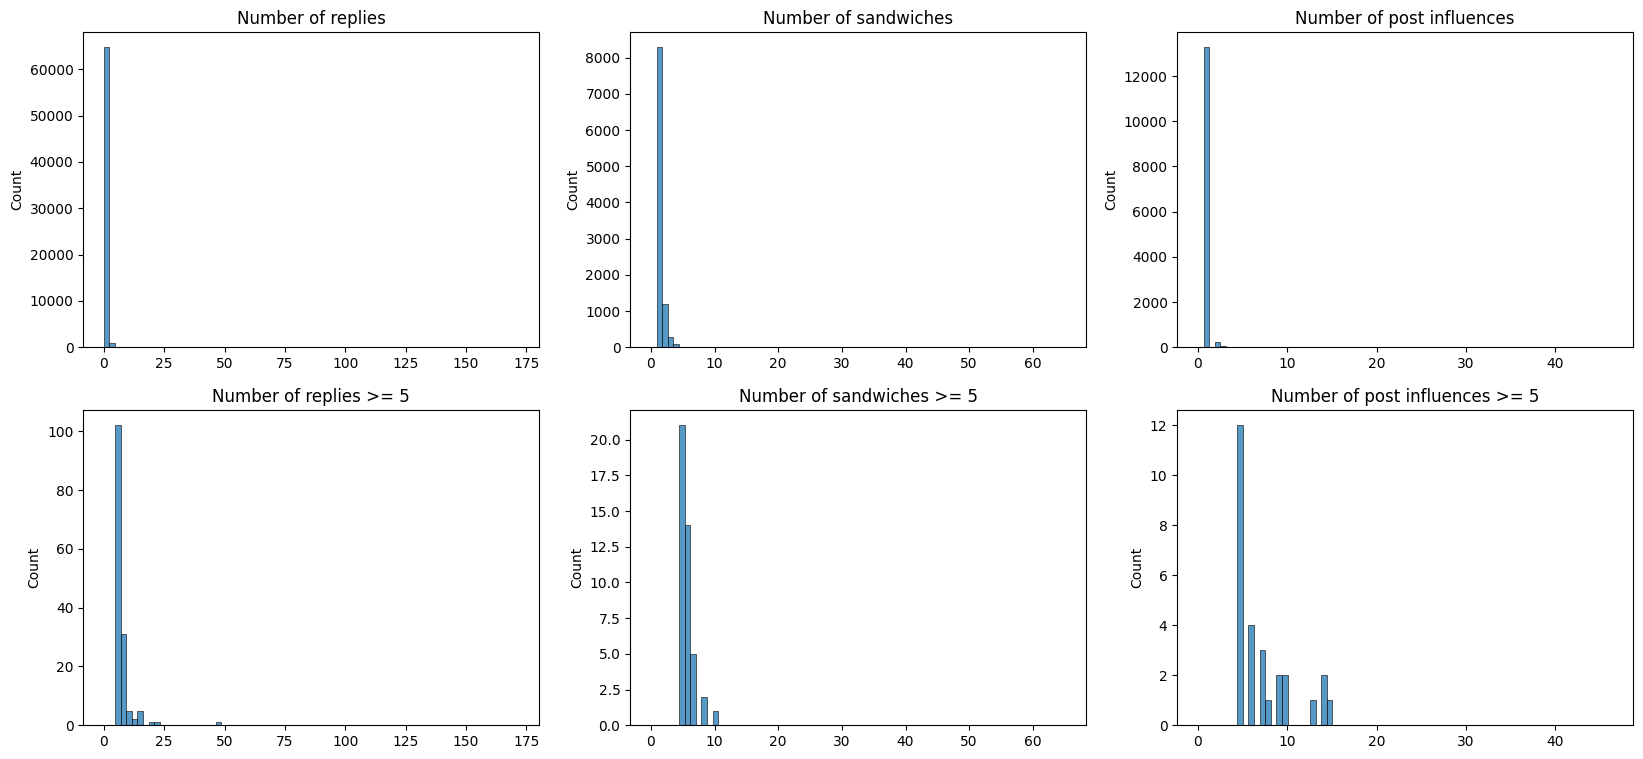 Number of replies
Count
60000
50000
40000
30000
20000
10000
0
0 25 50 75 100 125 150 175
Number of sandwiches
Count
8000
7000
6000
5000
4000
3000
2000
1000
0
0 10 20 30 40 50 60
Number of post influences
Count
12000
10000
8000
6000
4000
2000
0
0 10 20 30 40
Number of replies >= 5
Count
100
80
60
40
20
0
0 25 50 75 100 125 150 175
Number of sandwiches >= 5
Count
20.0
17.5
15.0
12.5
10.0
7.5
5.0
2.5
0.0
0 10 20 30 40 50 60
Number of post influences >= 5
Count
12
10
8
6
4
2
0
0 10 20 30 40